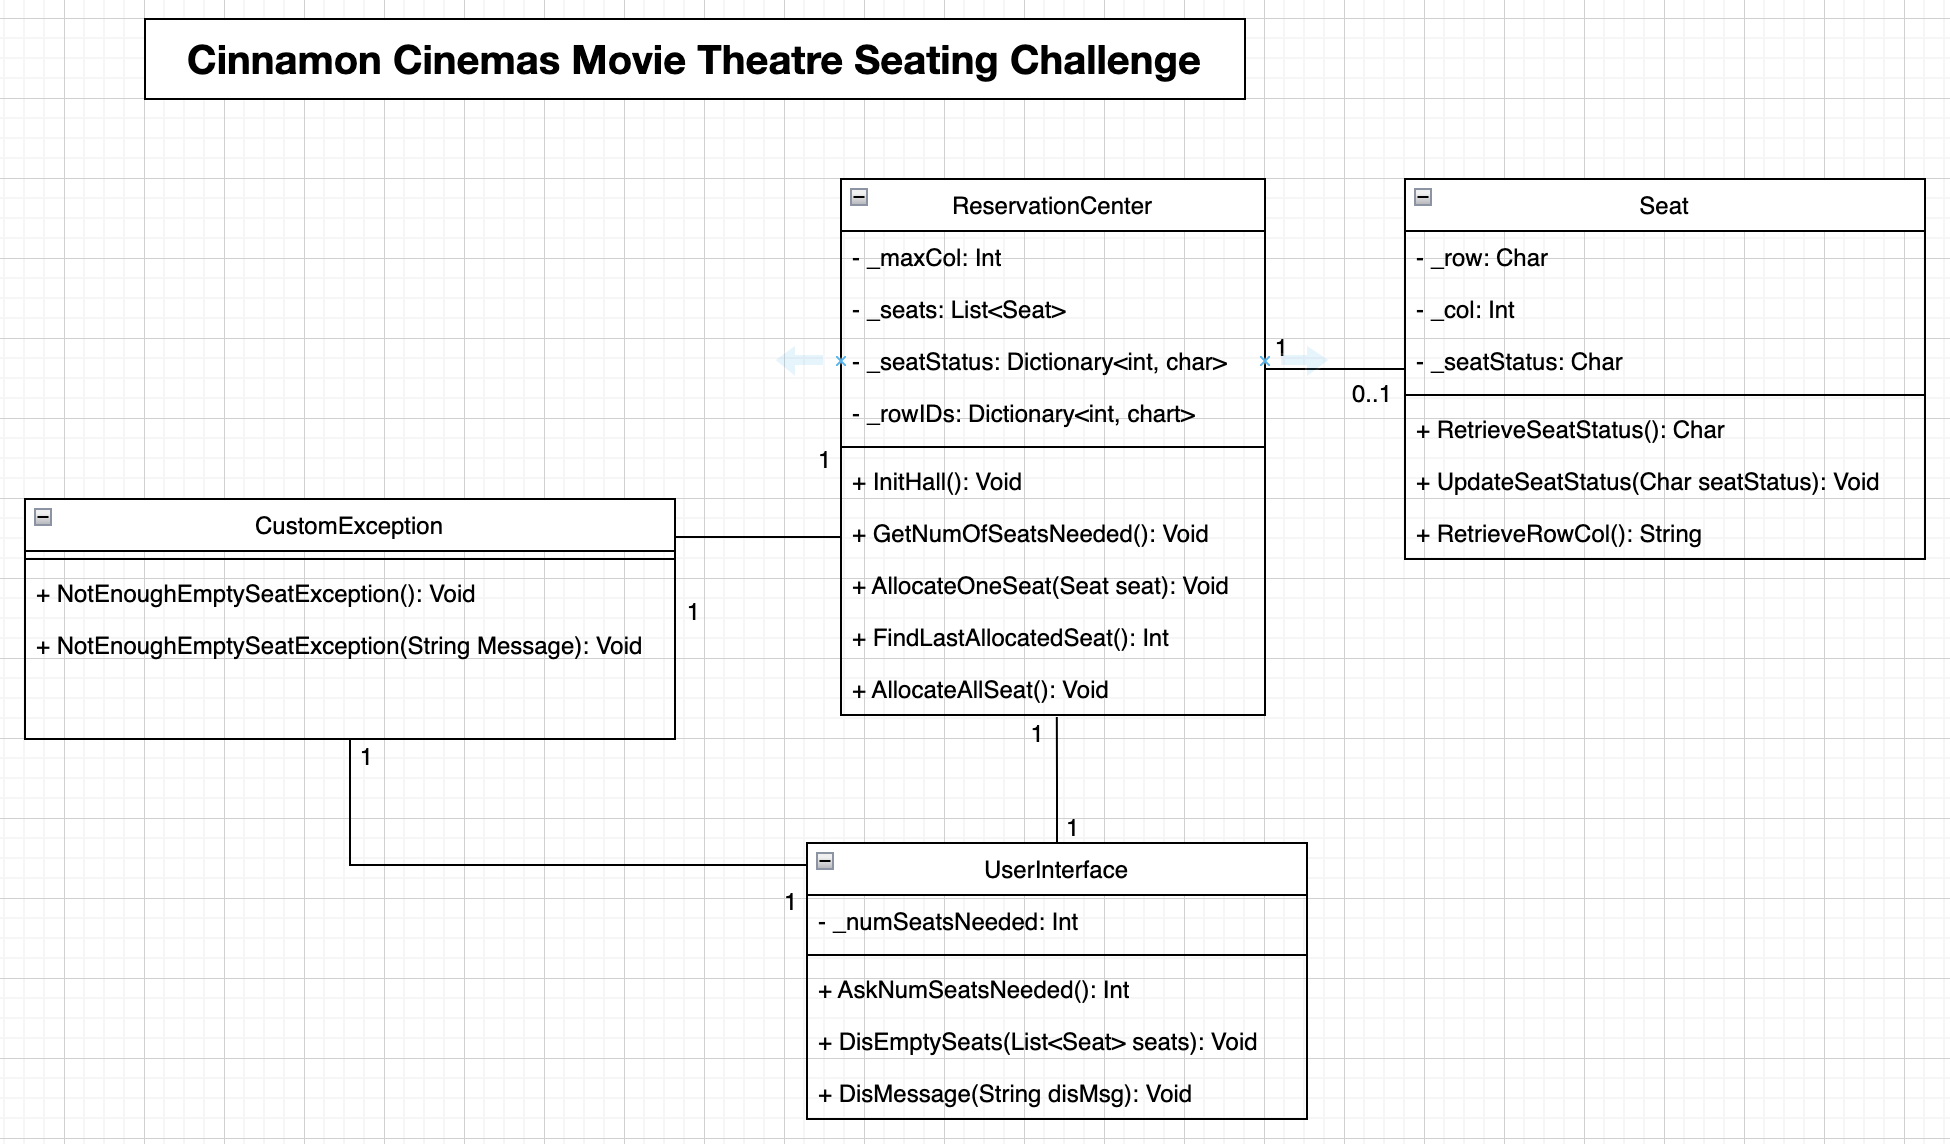 Cinnamon Cinemas Movie Theatre Seating Challenge
ReservationCenter
- _maxCol: Int
- _seats: List<Seat>
- _seatStatus: Dictionary<int, char>
- _rowIDs: Dictionary<int, chart>
+ InitHall(): Void
+ GetNumOfSeatsNeeded(): Void
+ AllocateOneSeat(Seat seat): Void
+ FindLastAllocatedSeat(): Int
+ AllocateAllSeat(): Void
1
0..1
Seat
- _row: Char
- _col: Int
- _seatStatus: Char
+ RetrieveSeatStatus(): Char
+ UpdateSeatStatus(Char seatStatus): Void
+ RetrieveRowCol(): String
1
CustomException
+ NotEnoughEmptySeatException(): Void
+ NotEnoughEmptySeatException(String Message): Void
1
1
1
1
1
UserInterface
- _numSeatsNeeded: Int
+ AskNumSeatsNeeded(): Int
+ DisEmptySeats(List<Seat> seats): Void
+ DisMessage(String disMsg): Void